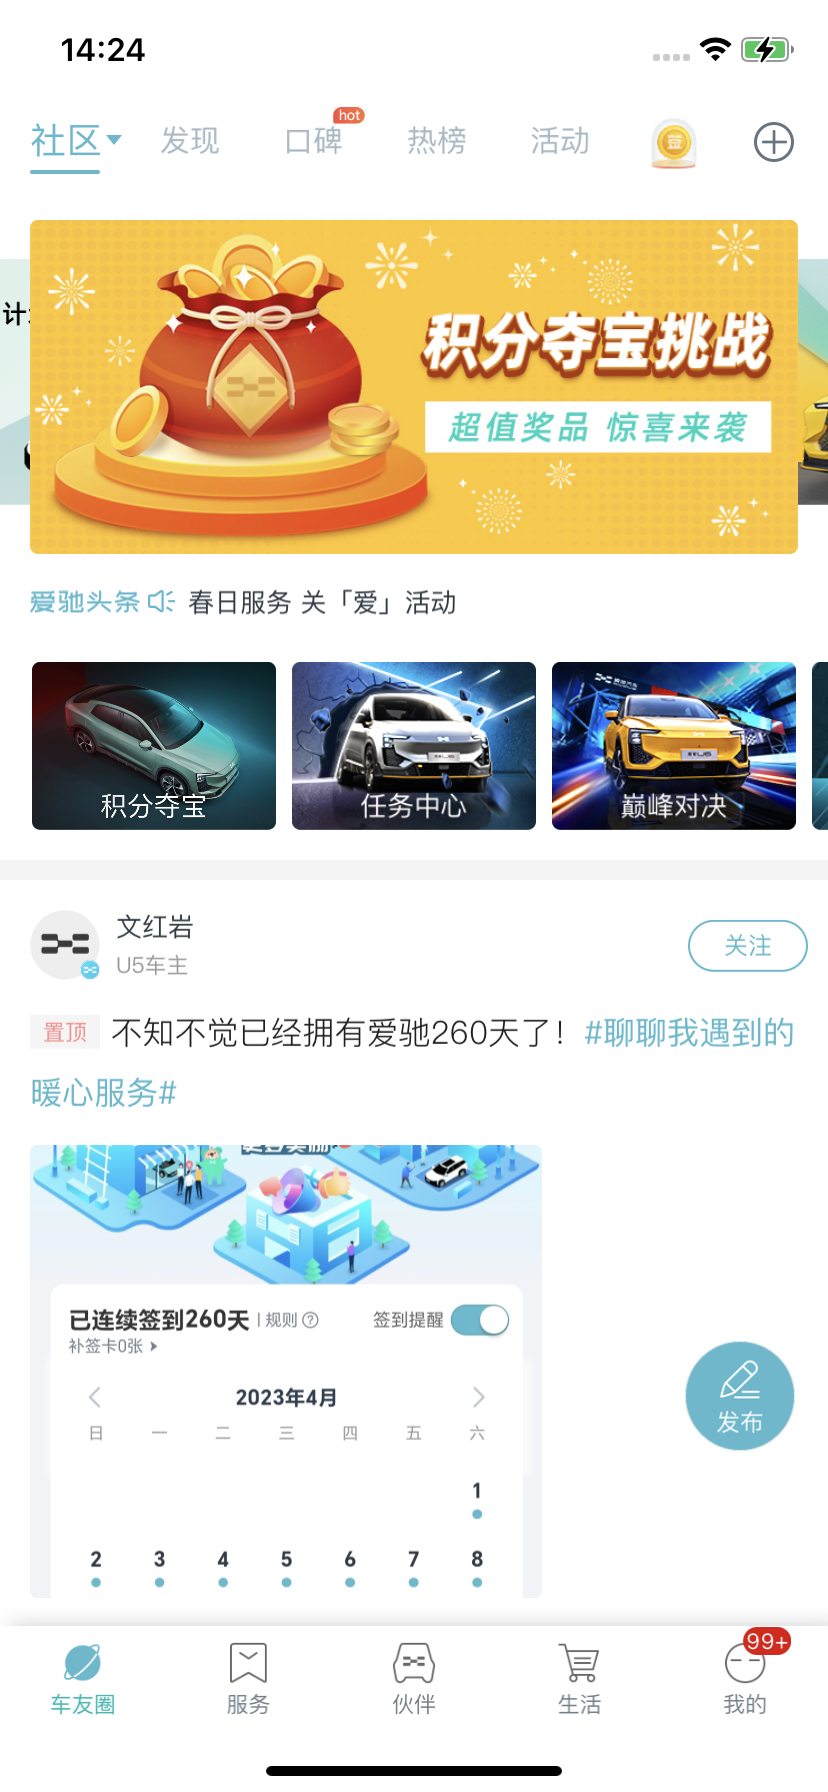 14:24
社区
发现
口碑
hot
热榜
活动
登
积分夺宝挑战
超值奖品 惊喜来袭
爱驰头条
春日服务 关「爱」活动
积分夺宝
任务中心
巅峰对决
文红岩
U5车主
关注
置顶 不知不觉已经拥有爱驰260天了！#聊聊我遇到的
暖心服务#
已连续签到260天 | 规则 ?
签到提醒
补签卡0张
2023年4月
日 一 二 三 四 五 六
1
2 3 4 5 6 7 8
发布
99+
车友圈 服务 伙伴 生活 我的